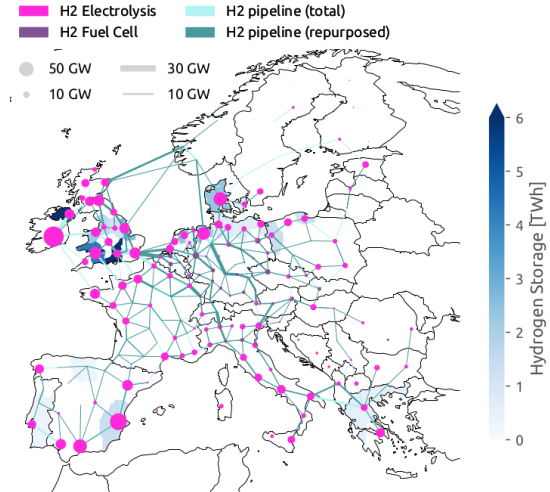 H2 Electrolysis
H2 Fuel Cell
H2 pipeline (total)
H2 pipeline (repurposed)
50 GW
10 GW
30 GW
10 GW
6
5
4
3
2
1
0
Hydrogen Storage [TWh]